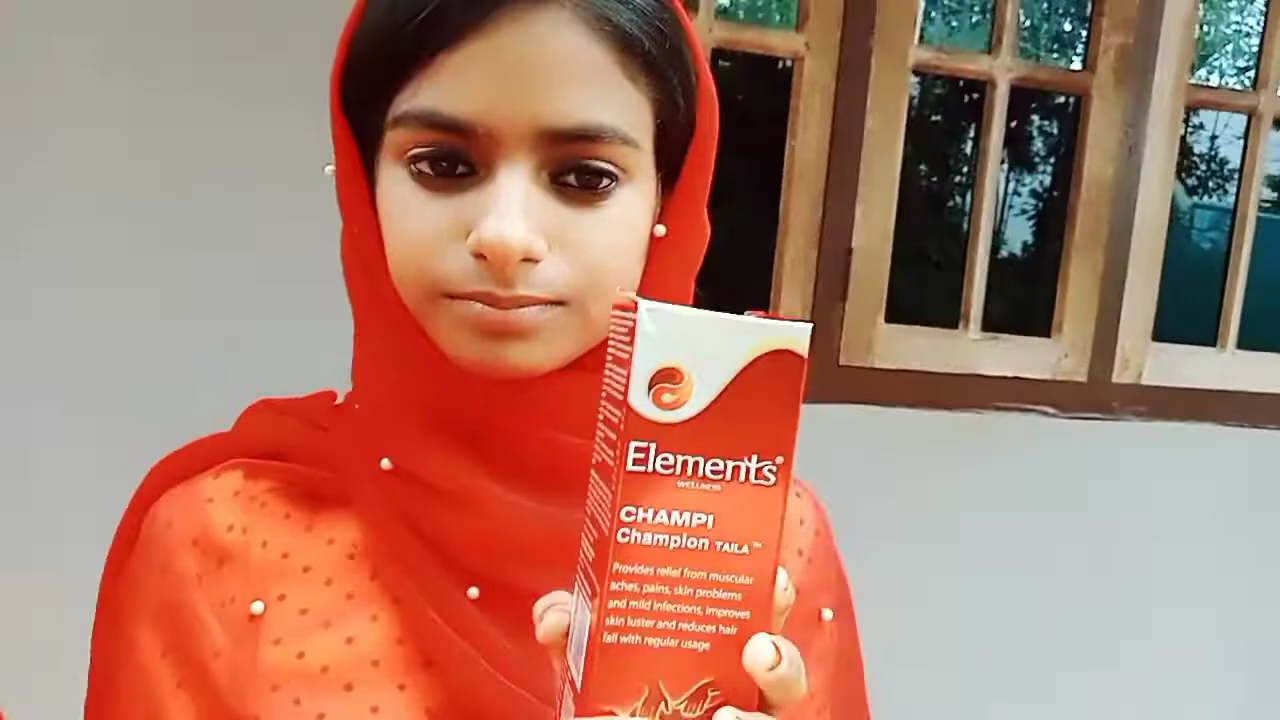 Elements®
WELLNESS
CHAMPI
Champion TAILA™
Provides relief from muscular
aches, pains, skin problems
and mild infections, improves
skin luster and reduces hair
fall with regular usage